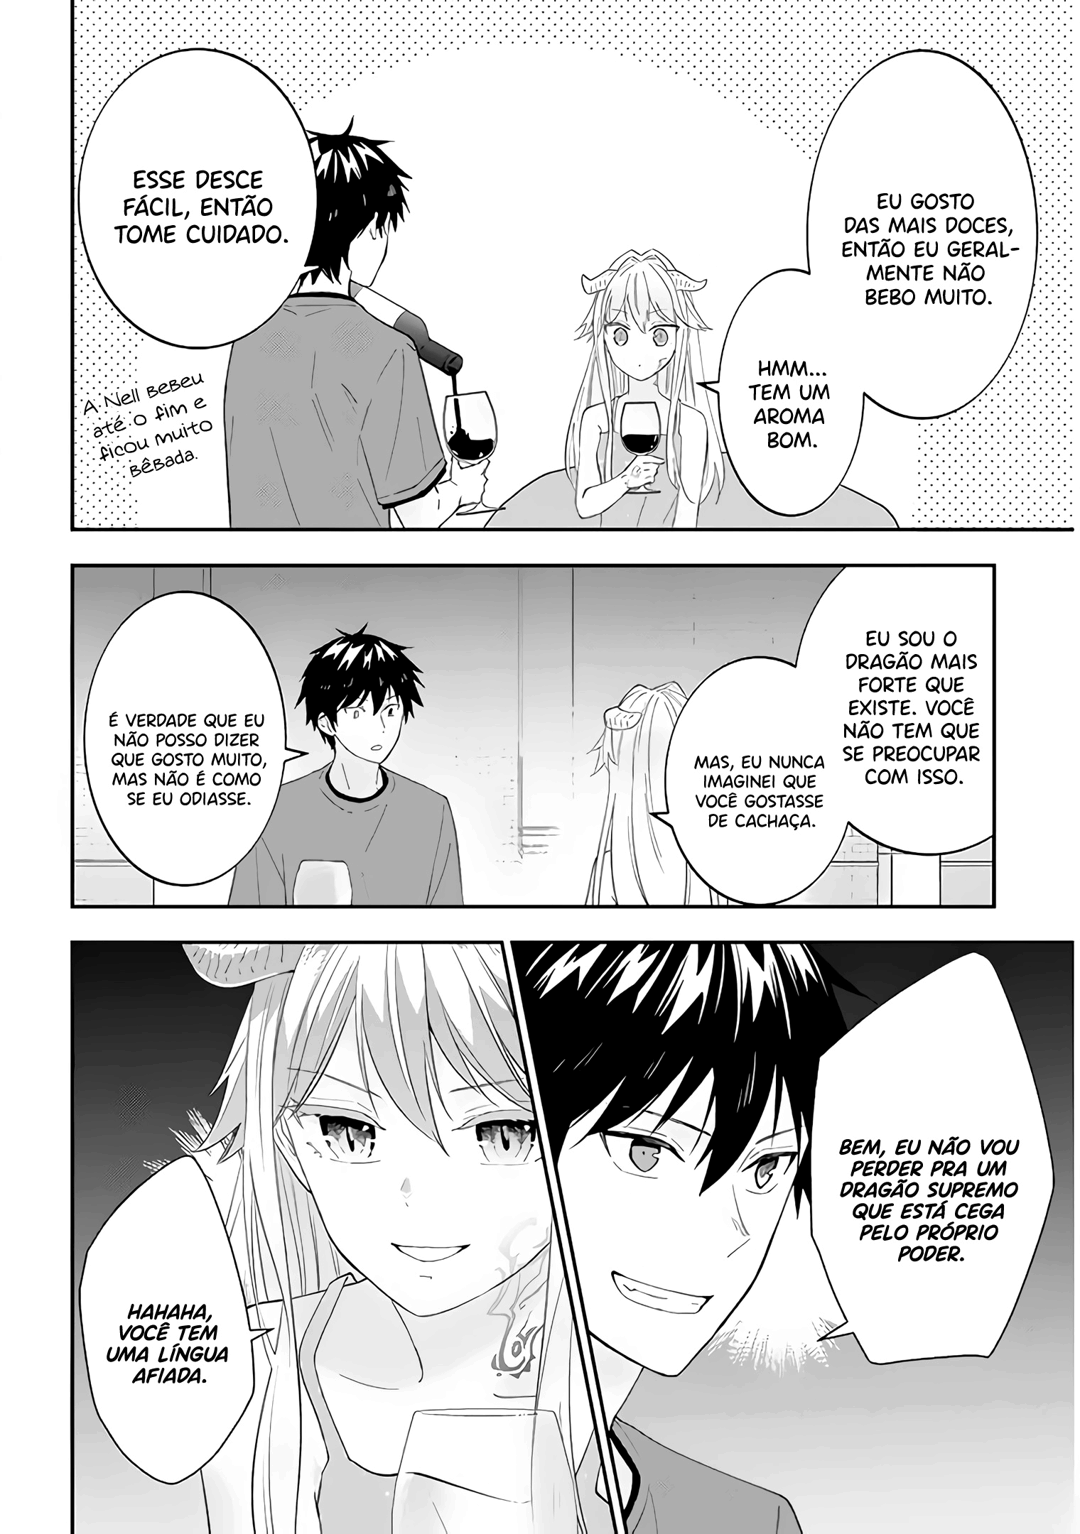 EU GOSTO
DAS MAIS DOCES,
ENTÃO EU GERAL-
MENTE NÃO
BEBO MUITO.
HMM...
TEM UM
AROMA
BOM.
ESSE DESCE
FÁCIL, ENTÃO
TOME CUIDADO.
A Nell BEBEU
até o fim e
ficou muito
BÊBADA.
EU SOU O
DRAGÃO MAIS
FORTE QUE
EXISTE. VOCÊ
NÃO TEM QUE
SE PREOCUPAR
COM ISSO.
MAS, EU NUNCA
IMAGINEI QUE
VOCÊ GOSTASSE
DE CACHAÇA.
É VERDADE QUE EU
NÃO POSSO DIZER
QUE GOSTO MUITO,
MAS NÃO É COMO
SE EU ODIASSE.
BEM, EU NÃO VOU
PERDER PRA UM
DRAGÃO SUPREMO
QUE ESTÁ CEGA
PELO PRÓPRIO
PODER.
HAHAHA,
VOCÊ TEM
UMA LÍNGUA
AFIADA.